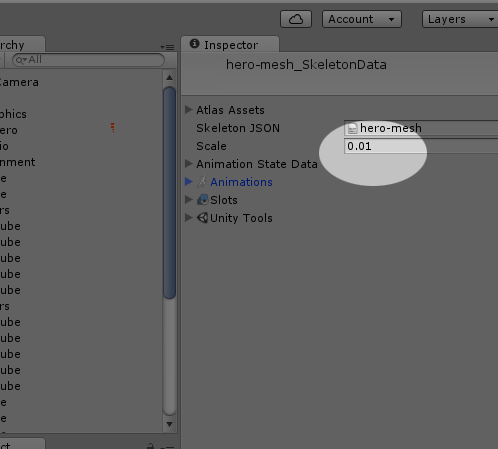 Account
Layers
rchy
Inspector
All
hero-mesh_SkeletonData
Camera
Atlas Assets
phics
Skeleton JSON
hero-mesh
ero
Scale
0.01
io
nment
Animation State Data
e
Animations
e
Slots
rs
Unity Tools
ube
ube
ube
ube
ube
rs
ube
ube
ube
ube
ube
e
e
ct